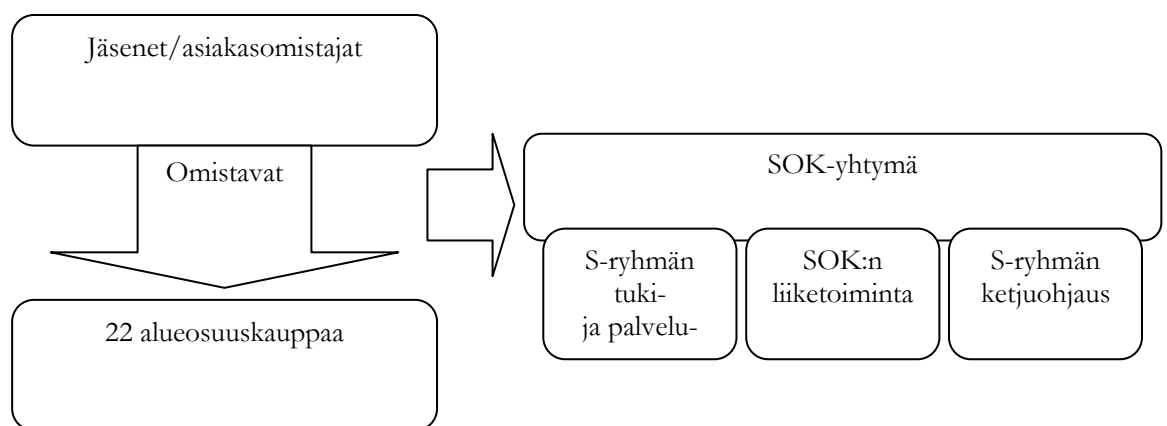 Jäsenet/asiakasomistajat
Omistavat
22 alueosuuskauppaa
SOK-yhtymä
S-ryhmän
tuki-
ja palvelu-
SOK:n
liiketoiminta
S-ryhmän
ketjuohjaus